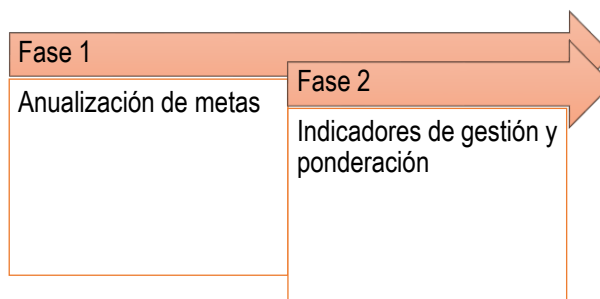 Fase 1
Anualización de metas
Fase 2
Indicadores de gestión y
ponderación